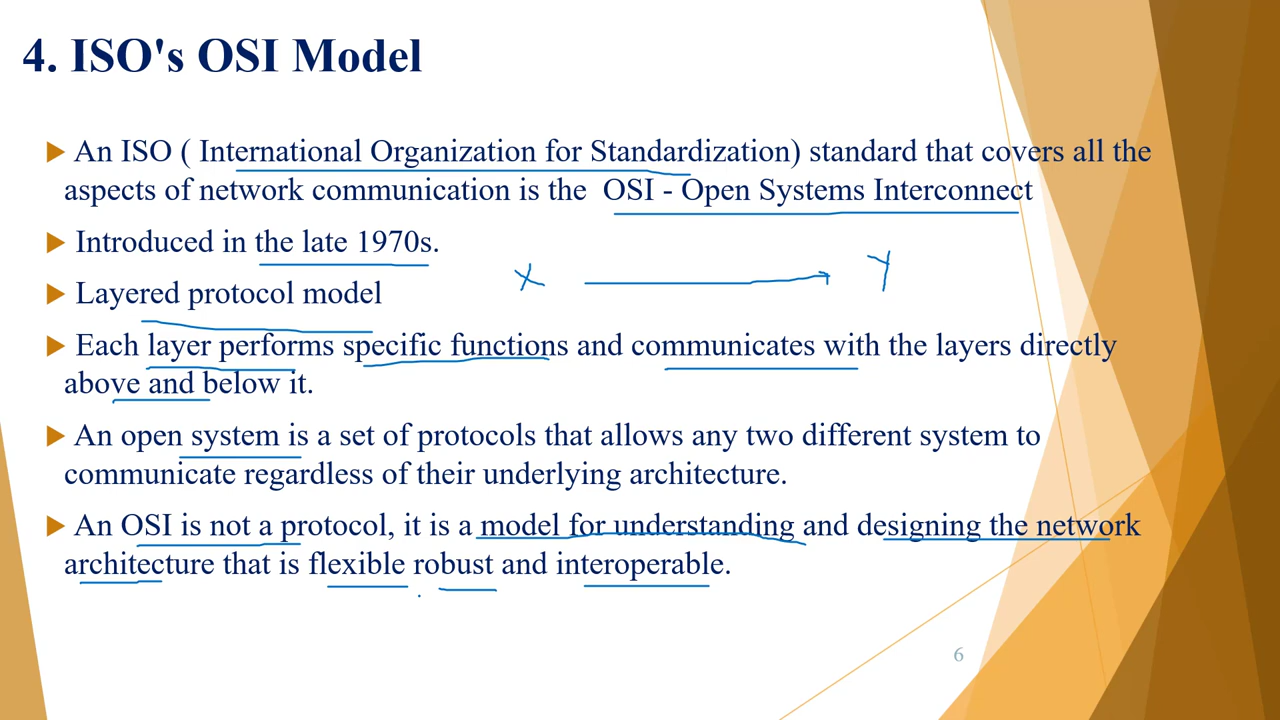 4. ISO's OSI Model
An ISO ( International Organization for Standardization) standard that covers all the
aspects of network communication is the OSI - Open Systems Interconnect
Introduced in the late 1970s.
X Y
Layered protocol model
Each layer performs specific functions and communicates with the layers directly
above and below it.
An open system is a set of protocols that allows any two different system to
communicate regardless of their underlying architecture.
An OSI is not a protocol, it is a model for understanding and designing the network
architecture that is flexible robust and interoperable.
6